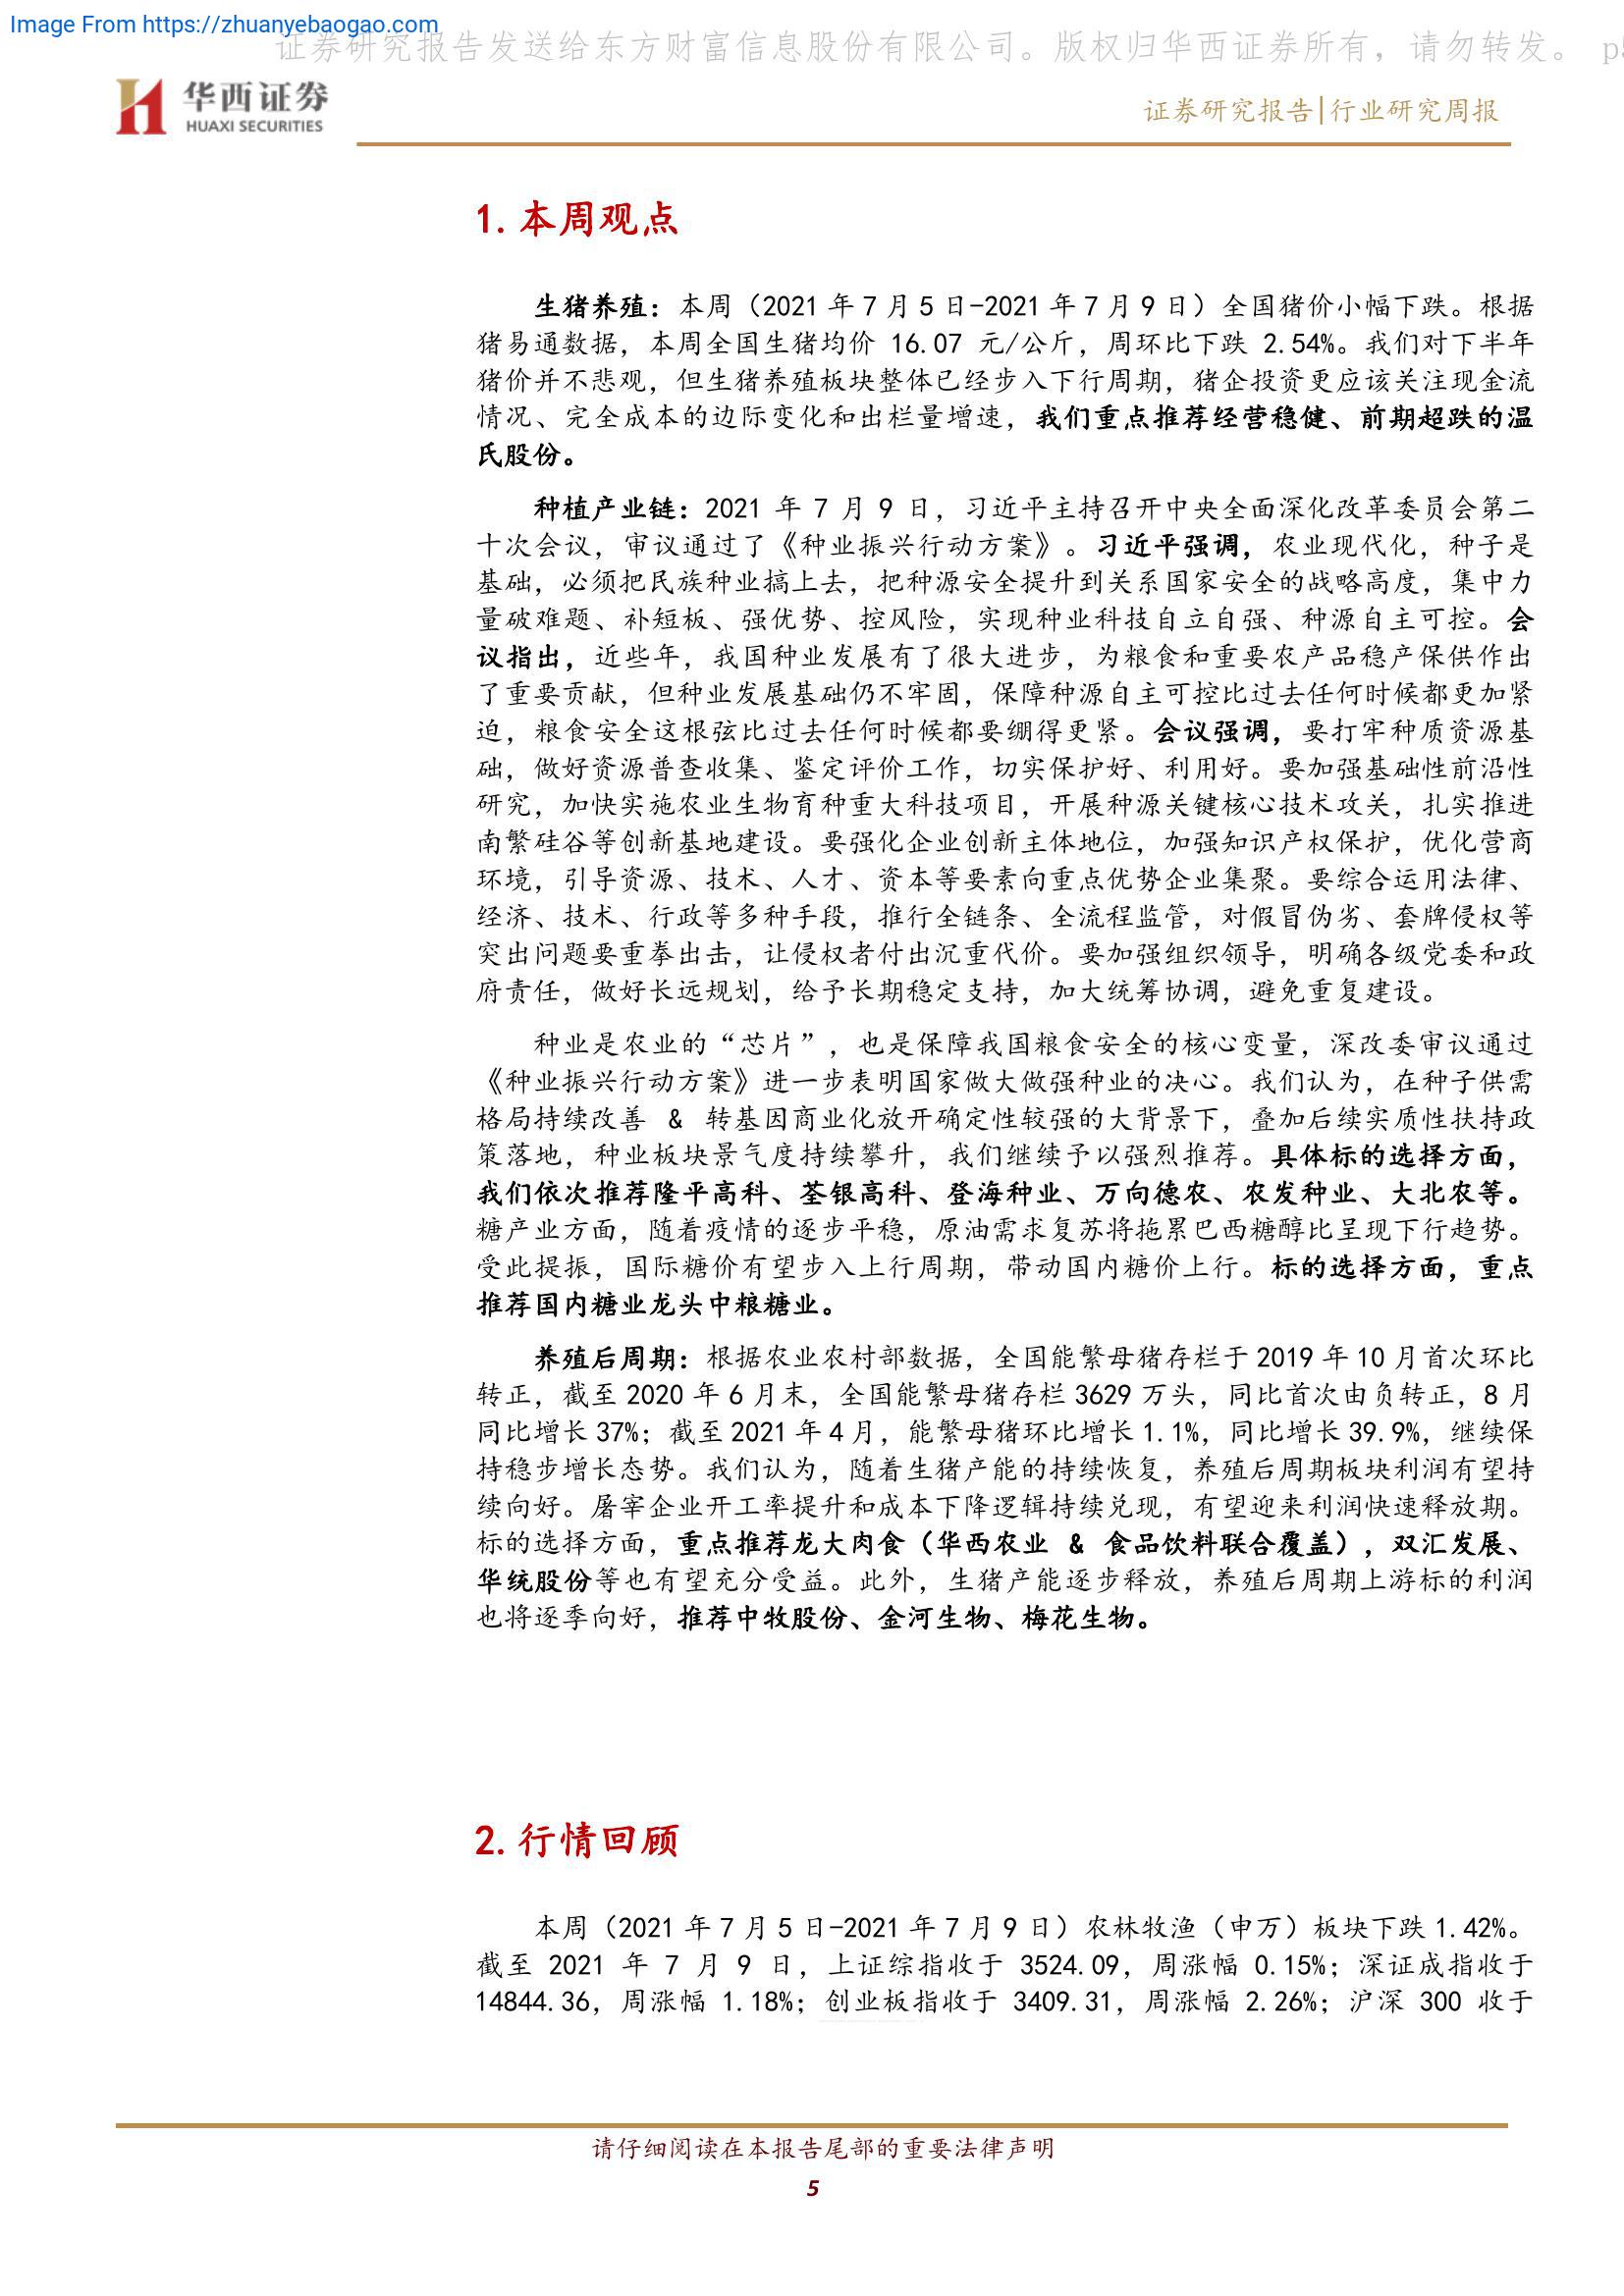 Image From https://zhuanyebaogao.com
证券研究报告发送给东方财富信息股份有限公司。版权归华西证券所有，请勿转发。 p
华西证券
HUAXI SECURITIES
证券研究报告|行业研究周报
1. 本周观点
生猪养殖：本周（2021 年 7 月 5 日-2021 年 7 月 9 日）全国猪价小幅下跌。根据
猪易通数据，本周全国生猪均价 16.07 元/公斤，周环比下跌 2.54%。我们对下半年
猪价并不悲观，但生猪养殖板块整体已经步入下行周期，猪企投资更应该关注现金流
情况、完全成本的边际变化和出栏量增速，我们重点推荐经营稳健、前期超跌的温
氏股份。
种植产业链：2021 年 7 月 9 日，习近平主持召开中央全面深化改革委员会第二
十次会议，审议通过了《种业振兴行动方案》。习近平强调，农业现代化，种子是
基础，必须把民族种业搞上去，把种源安全提升到关系国家安全的战略高度，集中力
量破难题、补短板、强优势、控风险，实现种业科技自立自强、种源自主可控。会
议指出，近些年，我国种业发展有了很大进步，为粮食和重要农产品稳产保供作出
了重要贡献，但种业发展基础仍不牢固，保障种源自主可控比过去任何时候都更加紧
迫，粮食安全这根弦比过去任何时候都要绷得更紧。会议强调，要打牢种质资源基
础，做好资源普查收集、鉴定评价工作，切实保护好、利用好。要加强基础性前沿性
研究，加快实施农业生物育种重大科技项目，开展种源关键核心技术攻关，扎实推进
南繁硅谷等创新基地建设。要强化企业创新主体地位，加强知识产权保护，优化营商
环境，引导资源、技术、人才、资本等要素向重点优势企业集聚。要综合运用法律、
经济、技术、行政等多种手段，推行全链条、全流程监管，对假冒伪劣、套牌侵权等
突出问题要重拳出击，让侵权者付出沉重代价。要加强组织领导，明确各级党委和政
府责任，做好长远规划，给予长期稳定支持，加大统筹协调，避免重复建设。
种业是农业的“芯片”，也是保障我国粮食安全的核心变量，深改委审议通过
《种业振兴行动方案》进一步表明国家做大做强种业的决心。我们认为，在种子供需
格局持续改善 & 转基因商业化放开确定性较强的大背景下，叠加后续实质性扶持政
策落地，种业板块景气度持续攀升，我们继续予以强烈推荐。具体标的选择方面，
我们依次推荐隆平高科、荃银高科、登海种业、万向德农、农发种业、大北农等。
糖产业方面，随着疫情的逐步平稳，原油需求复苏将拖累巴西糖醇比呈现下行趋势。
受此提振，国际糖价有望步入上行周期，带动国内糖价上行。标的选择方面，重点
推荐国内糖业龙头中粮糖业。
养殖后周期：根据农业农村部数据，全国能繁母猪存栏于 2019 年 10 月首次环比
转正，截至 2020 年 6 月末，全国能繁母猪存栏 3629 万头，同比首次由负转正，8 月
同比增长 37%；截至 2021 年 4 月，能繁母猪环比增长 1.1%，同比增长 39.9%，继续保
持稳步增长态势。我们认为，随着生猪产能的持续恢复，养殖后周期板块利润有望持
续向好。屠宰企业开工率提升和成本下降逻辑持续兑现，有望迎来利润快速释放期。
标的选择方面，重点推荐龙大肉食（华西农业 & 食品饮料联合覆盖），双汇发展、
华统股份等也有望充分受益。此外，生猪产能逐步释放，养殖后周期上游标的利润
也将逐季向好，推荐中牧股份、金河生物、梅花生物。
2. 行情回顾
本周（2021 年 7 月 5 日-2021 年 7 月 9 日）农林牧渔（申万）板块下跌 1.42%。
截至 2021 年 7 月 9 日，上证综指收于 3524.09，周涨幅 0.15%；深证成指收于
14844.36，周涨幅 1.18%；创业板指收于 3409.31，周涨幅 2.26%；沪深 300 收于
请仔细阅读在本报告尾部的重要法律声明
5